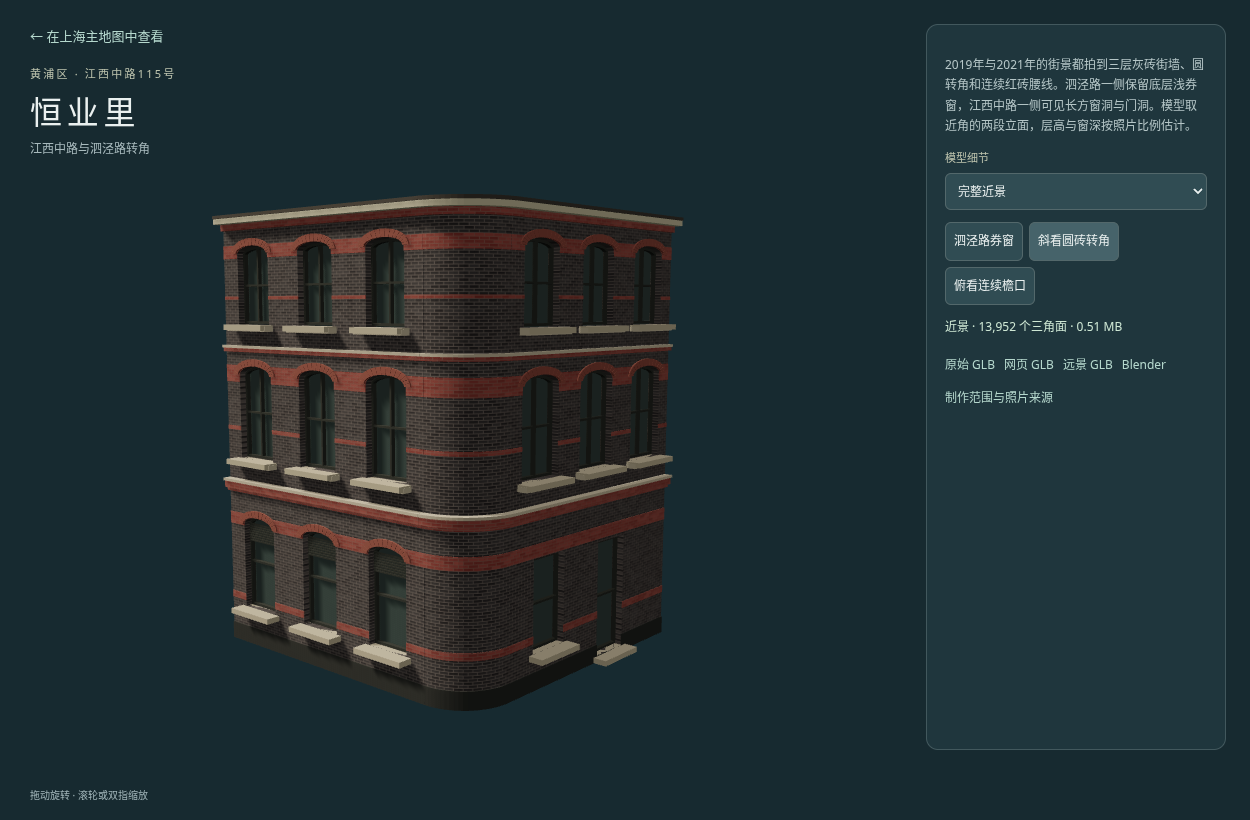 ← 在上海主地图中查看
黄浦区 · 江西中路115号
恒业里
江西中路与泗泾路转角
2019年与2021年的街景都拍到三层灰砖街墙、圆
转角和连续红砖腰线。泗泾路一侧保留底层浅券
窗，江西中路一侧可见长方窗洞与门洞。模型取
近角的两段立面，层高与窗深按照片比例估计。
模型细节
完整近景
泗泾路券窗
斜看圆砖转角
俯看连续檐口
近景 · 13,952 个三角面 · 0.51 MB
原始 GLB 网页 GLB 远景 GLB Blender
制作范围与照片来源
拖动旋转 · 滚轮或双指缩放